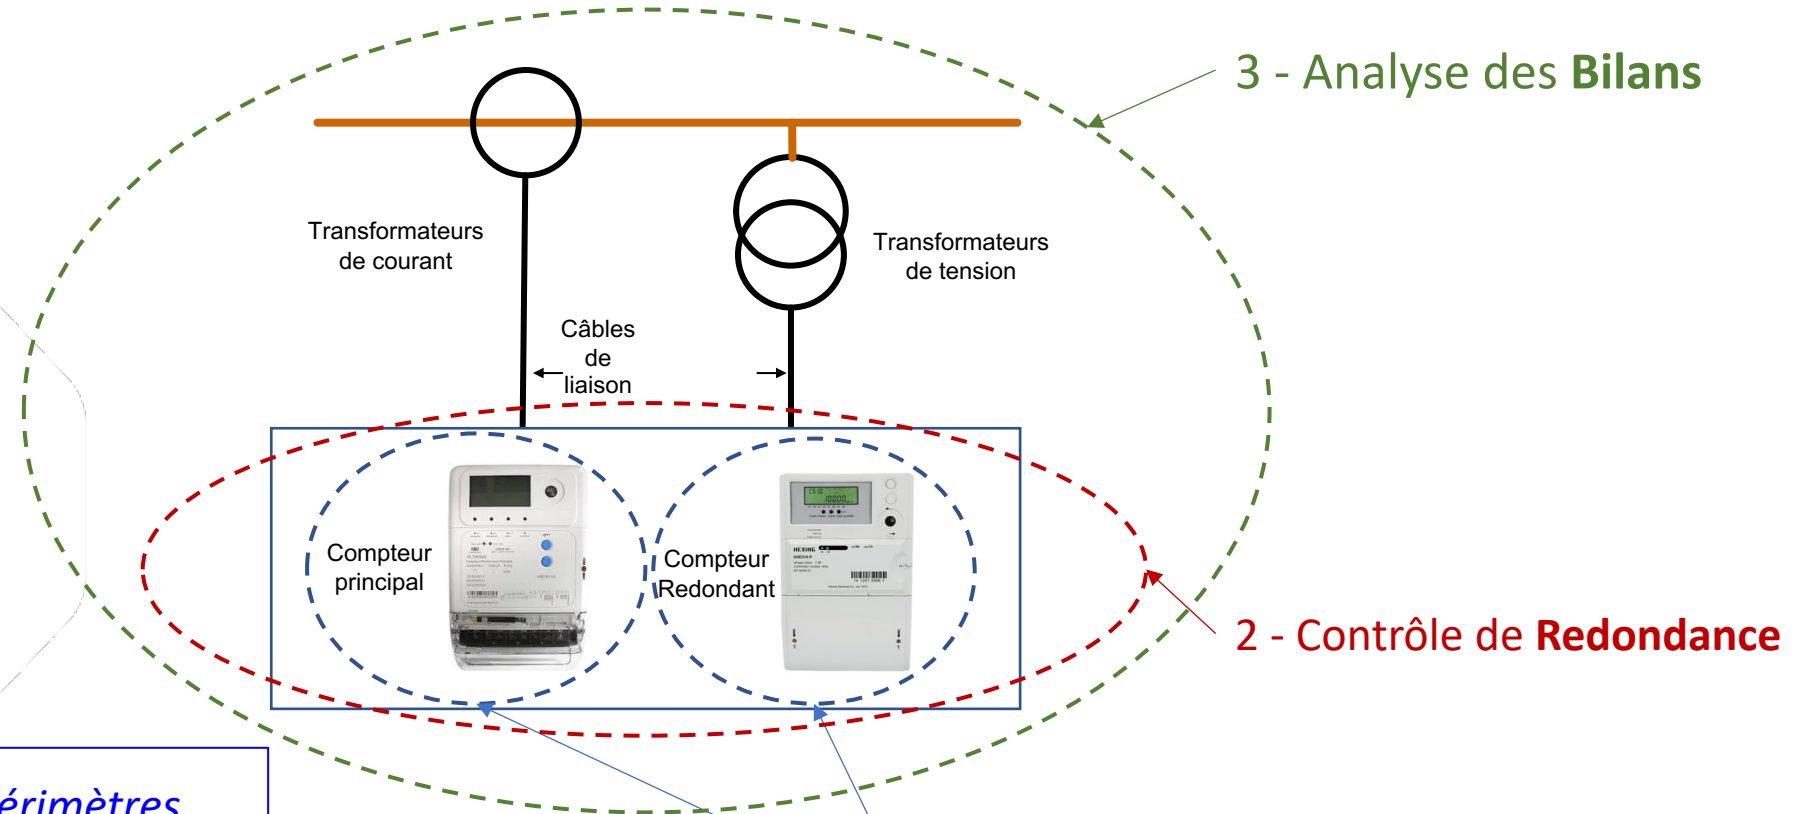 3 - Analyse des Bilans
Transformateurs
de courant
Transformateurs
de tension
Câbles
de
liaison
Compteur
principal
Compteur
Redondant
HEXING
2 - Contrôle de Redondance
érimètres